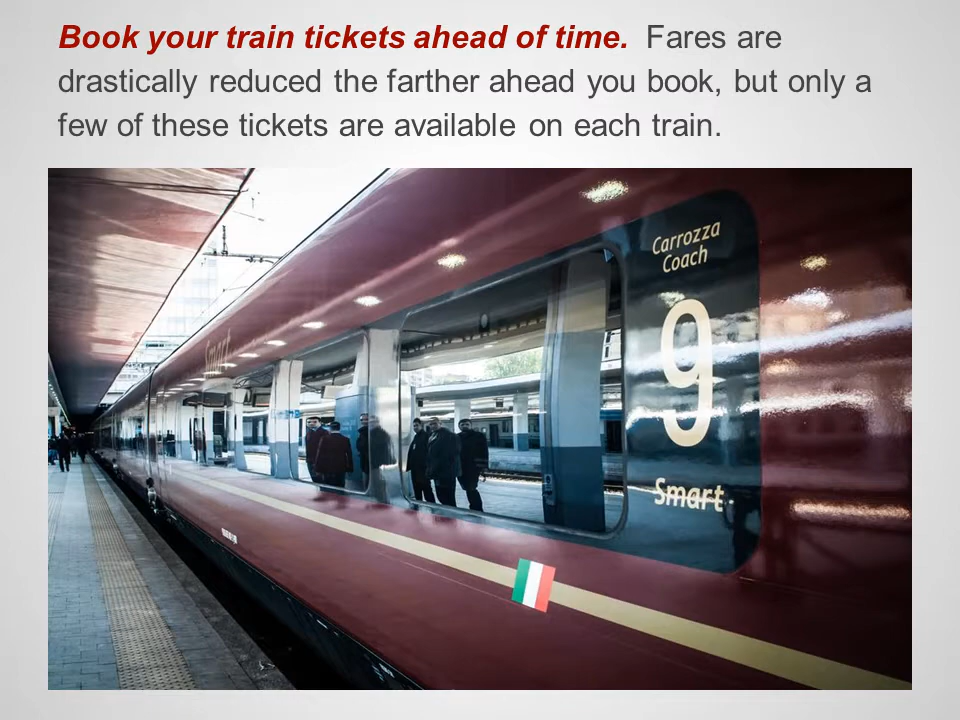 Book your train tickets ahead of time. Fares are
drastically reduced the farther ahead you book, but only a
few of these tickets are available on each train.
Carrozza
Coach
9
Smart
Smart